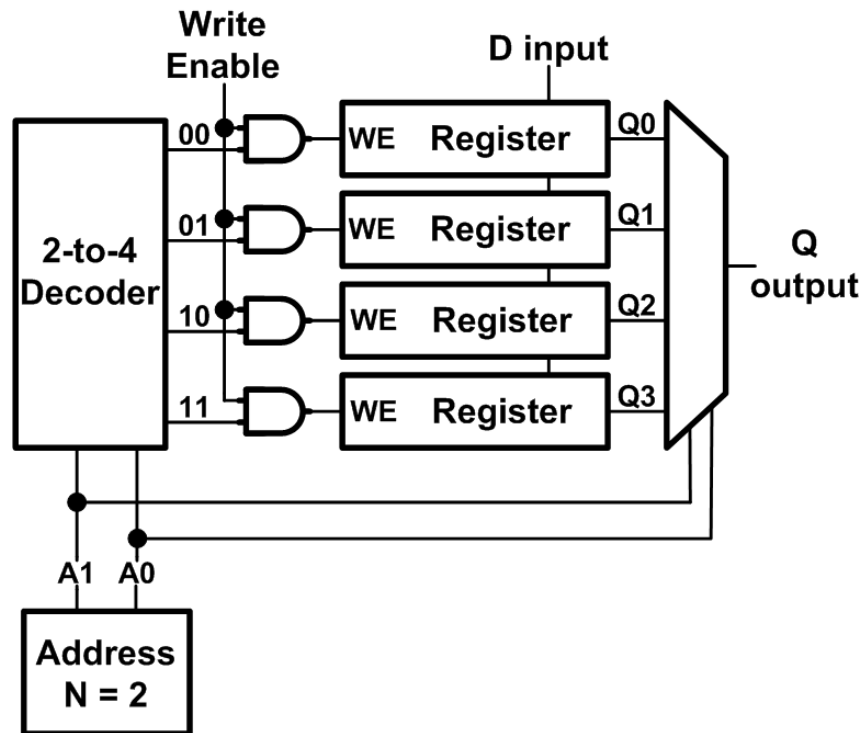 Write
Enable
D input
00
WE
Register
Q0
01
WE
Register
Q1
2-to-4
Decoder
Q
output
10
WE
Register
Q2
11
WE
Register
Q3
A1
A0
Address
N = 2